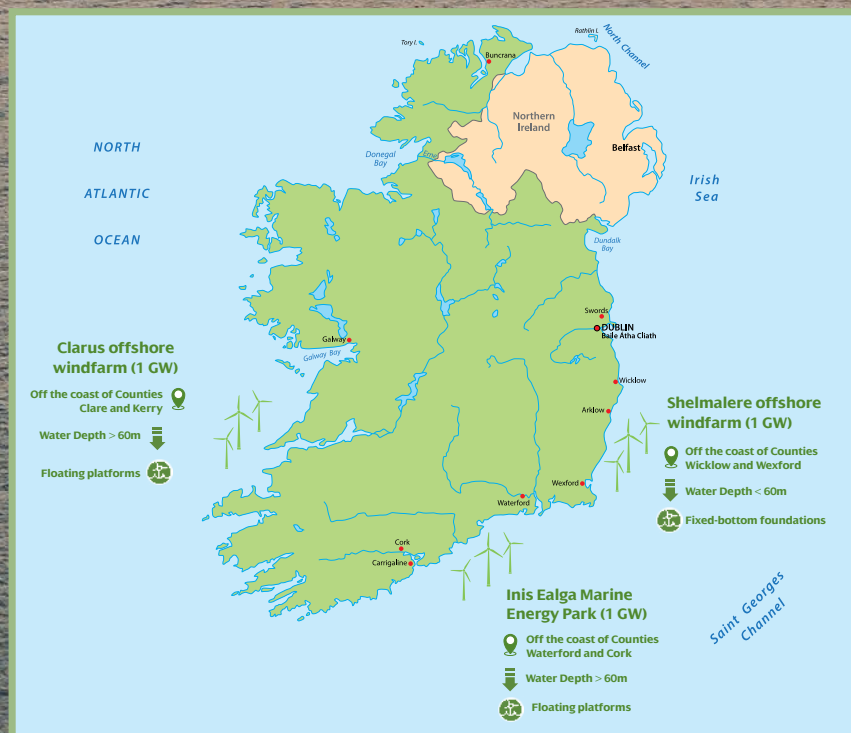 Tory I.
Rathlin I.
North Channel
Buncrana
Northern
Ireland
Belfast
NORTH
ATLANTIC
OCEAN
Donegal
Bay
Erne
Irish
Sea
Dundalk
Bay
Swords
DUBLIN
Baile Átha Cliath
Galway
Galway Bay
Wicklow
Arklow
Clarus offshore
windfarm (1 GW)
Off the coast of Counties
Clare and Kerry
Water Depth > 60m
Floating platforms
Shelmalere offshore
windfarm (1 GW)
Off the coast of Counties
Wicklow and Wexford
Water Depth < 60m
Fixed-bottom foundations
Wexford
Waterford
Cork
Carrigaline
Inis Ealga Marine
Energy Park (1 GW)
Off the coast of Counties
Waterford and Cork
Water Depth > 60m
Floating platforms
Saint Georges
Channel